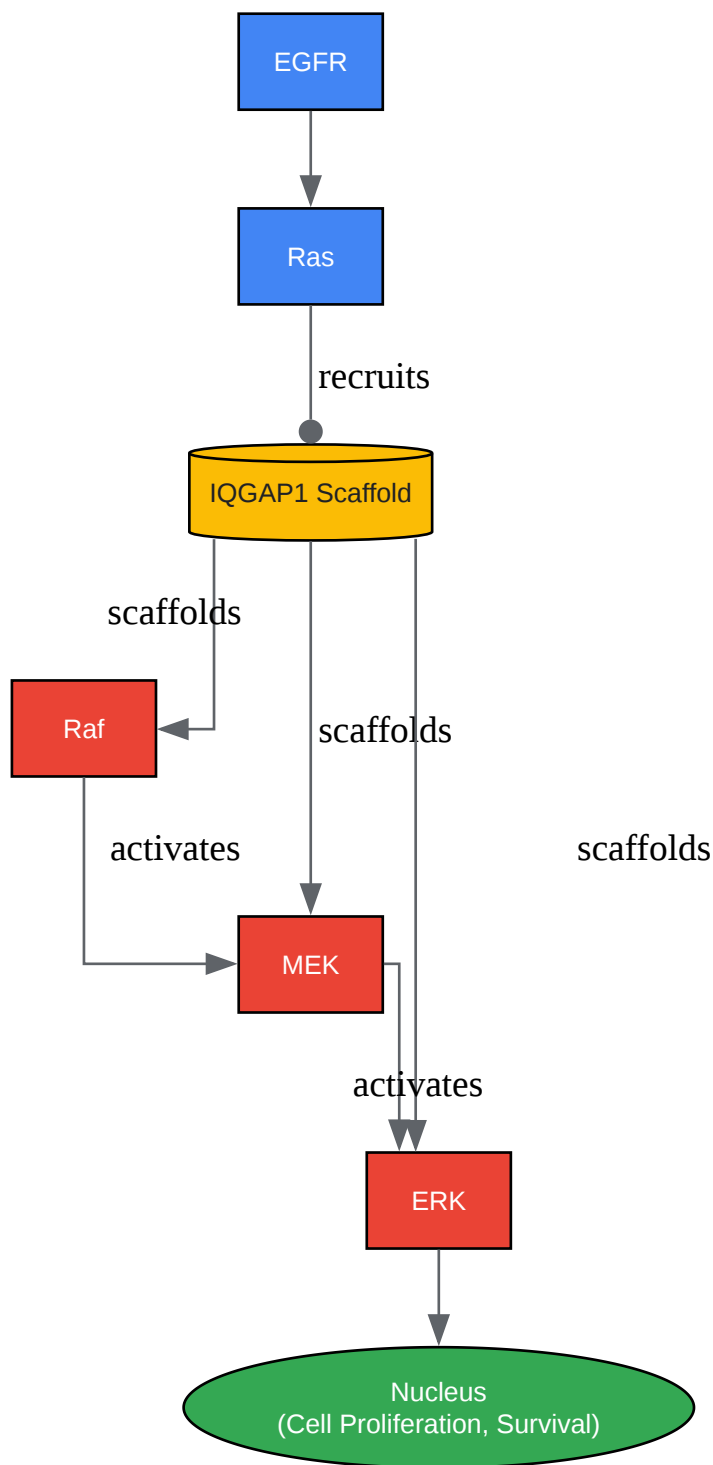 EGFR
Ras
recruits
IQGAP1 Scaffold
scaffolds
Raf
scaffolds
activates
scaffolds
MEK
activates
ERK
Nucleus
(Cell Proliferation, Survival)